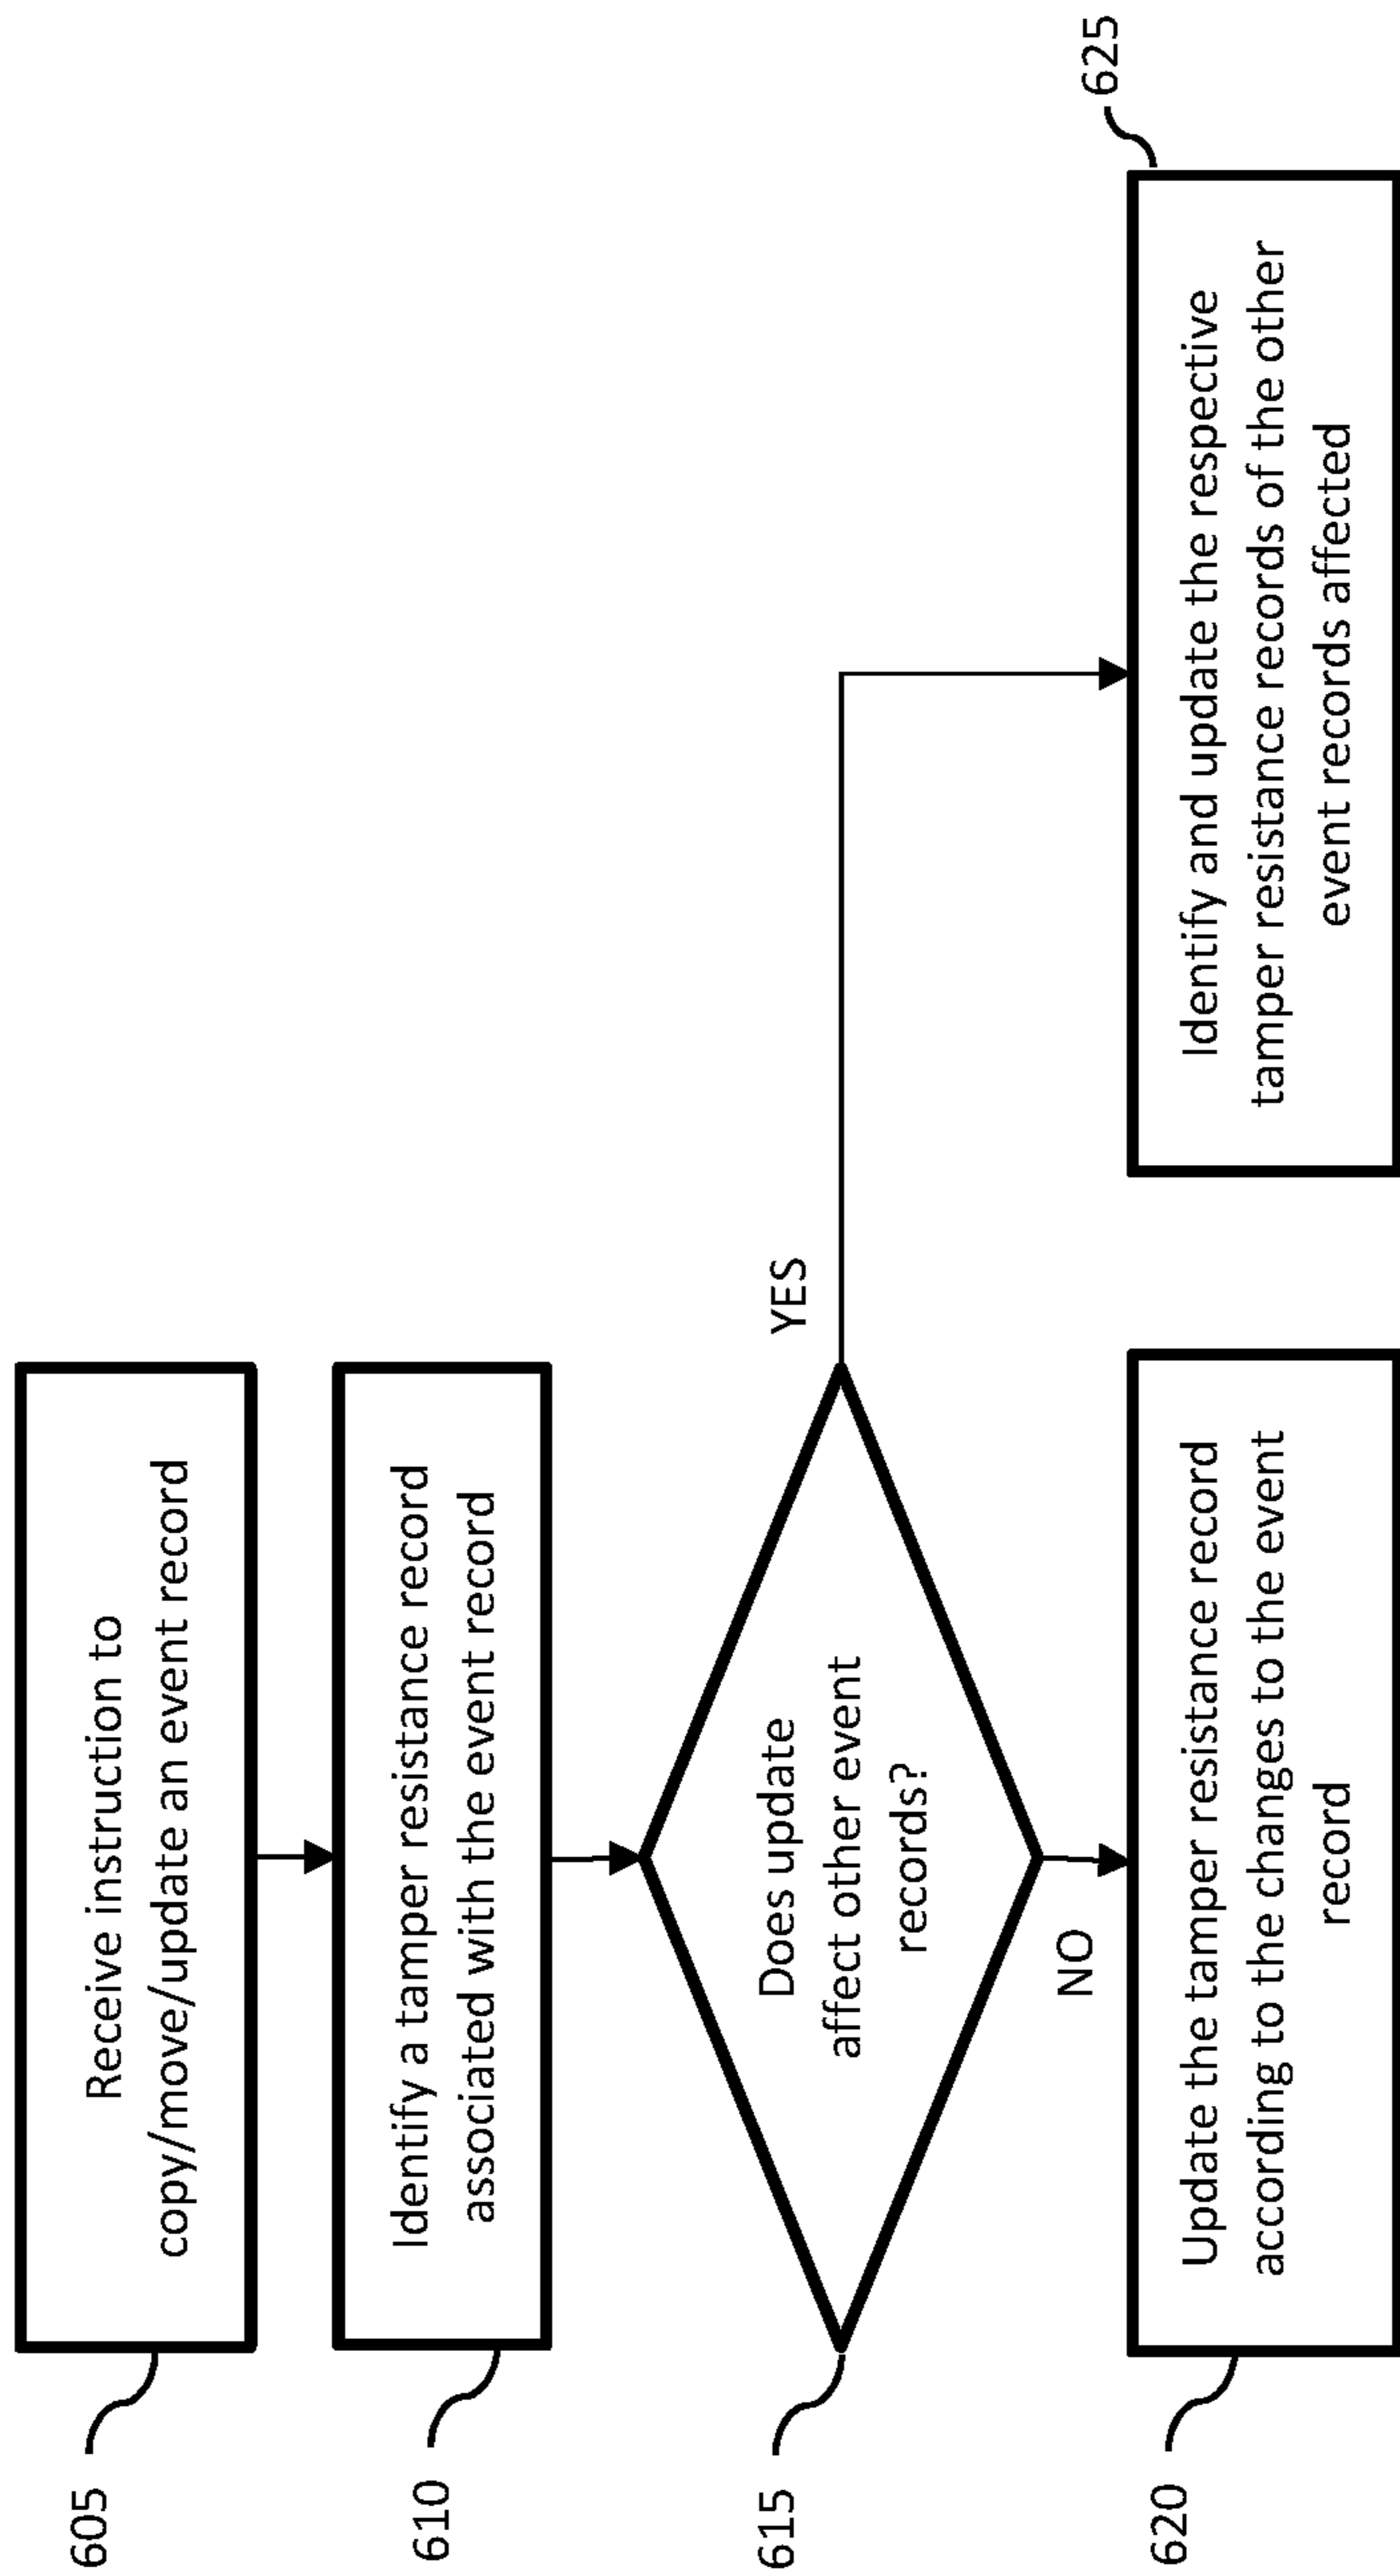 605
Receive instruction to
copy/move/update an event record
610
Identify a tamper resistance record
associated with the event record
615
Does update
affect other event
records?
YES
NO
620
Update the tamper resistance record
according to the changes to the event
record
625
Identify and update the respective
tamper resistance records of the other
event records affected